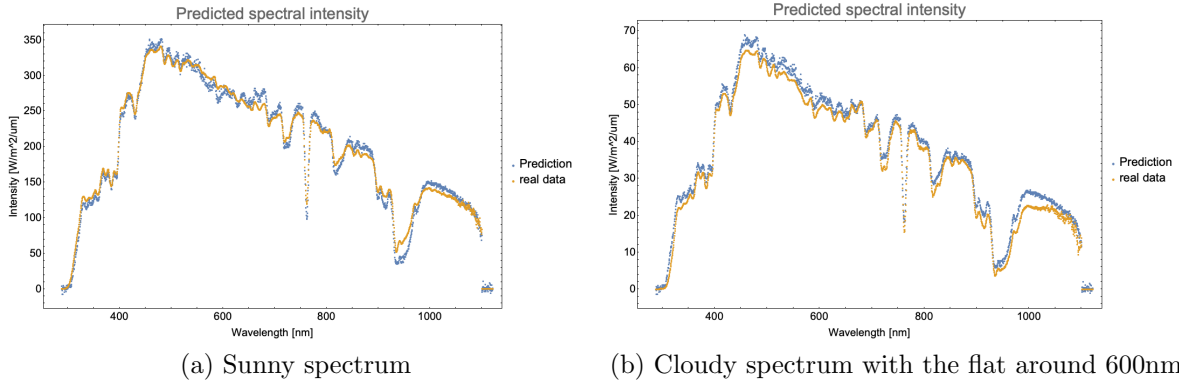 Predicted spectral intensity
350
300
250
200
150
100
50
0
Intensity [W/m^2/um]
400 600 800 1000
Wavelength [nm]
Prediction
real data
(a) Sunny spectrum
Predicted spectral intensity
70
60
50
40
30
20
10
0
Intensity [W/m^2/um]
400 600 800 1000
Wavelength [nm]
Prediction
real data
(b) Cloudy spectrum with the flat around 600nm